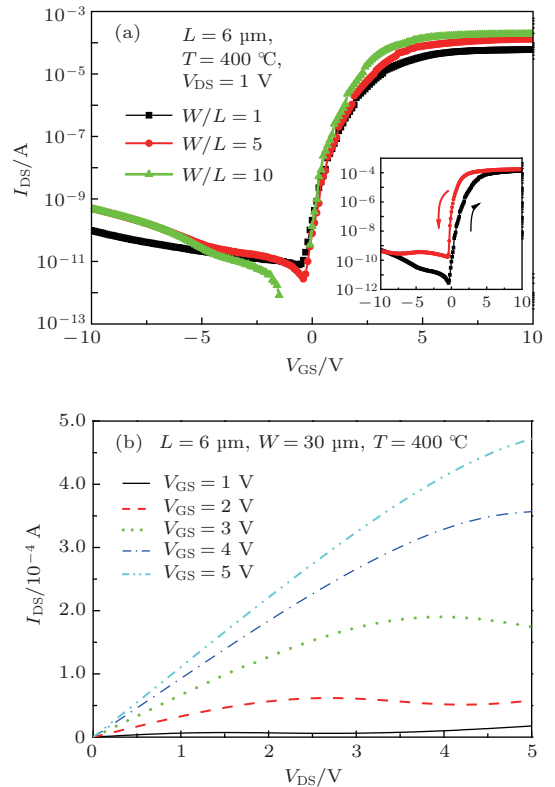 (a)
L = 6 µm,
T = 400 ℃,
V_DS = 1 V
W/L = 1
W/L = 5
W/L = 10
10⁻³
10⁻⁵
10⁻⁷
10⁻⁹
10⁻¹¹
10⁻¹³
I_DS/A
10⁻⁴
10⁻⁶
10⁻⁸
10⁻¹⁰
10⁻¹²
−10 −5 0 5 10
−10 −5 0 5 10
V_GS/V
(b) L = 6 µm, W = 30 µm, T = 400 ℃
V_GS = 1 V
V_GS = 2 V
V_GS = 3 V
V_GS = 4 V
V_GS = 5 V
5.0
4.0
3.0
2.0
1.0
0
I_DS/10⁻⁴ A
0 1 2 3 4 5
V_DS/V